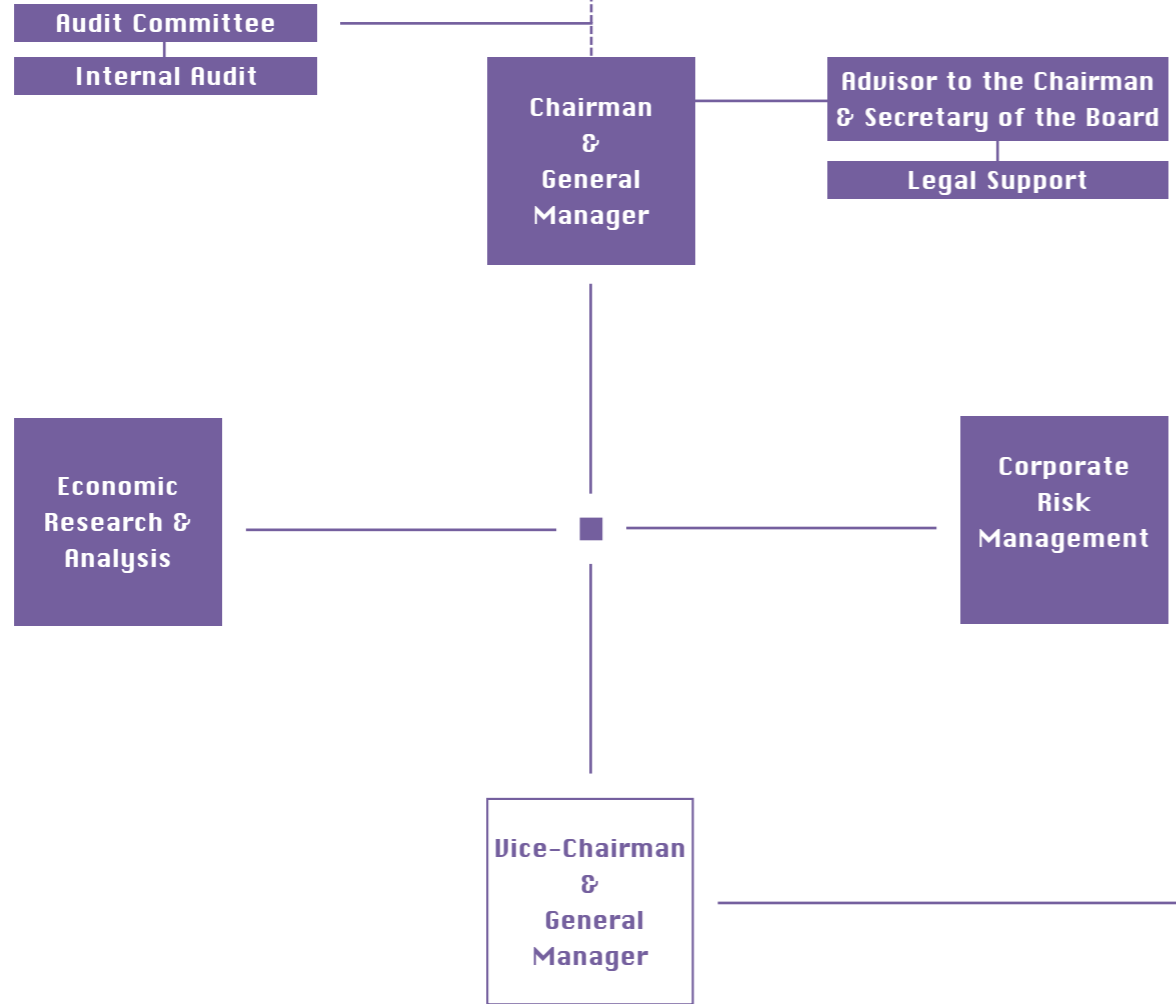 Audit Committee
Internal Audit
Chairman
&
General
Manager
Advisor to the Chairman
& Secretary of the Board
Legal Support
Economic
Research &
Analysis
Corporate
Risk
Management
Vice-Chairman
&
General
Manager